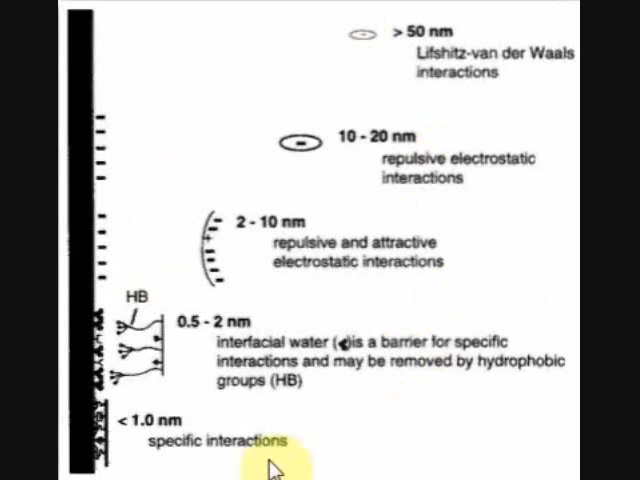 > 50 nm
Lifshitz-van der Waals
interactions
10 - 20 nm
repulsive electrostatic
interactions
2 - 10 nm
repulsive and attractive
electrostatic interactions
HB
0.5 - 2 nm
interfacial water ( )is a barrier for specific
interactions and may be removed by hydrophobic
groups (HB)
< 1.0 nm
specific interactions